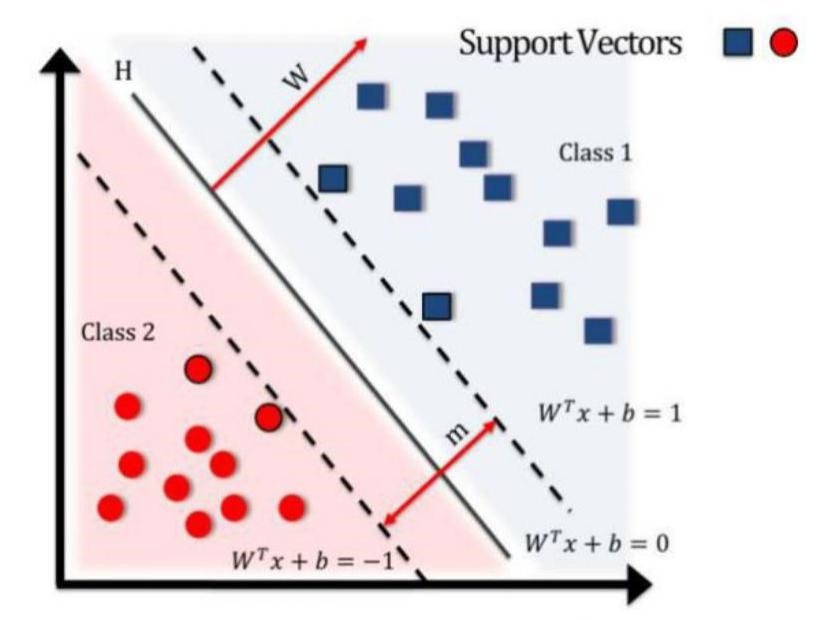 Support Vectors
H
W
Class 1
Class 2
m
W^T x + b = 1
W^T x + b = 0
W^T x + b = −1